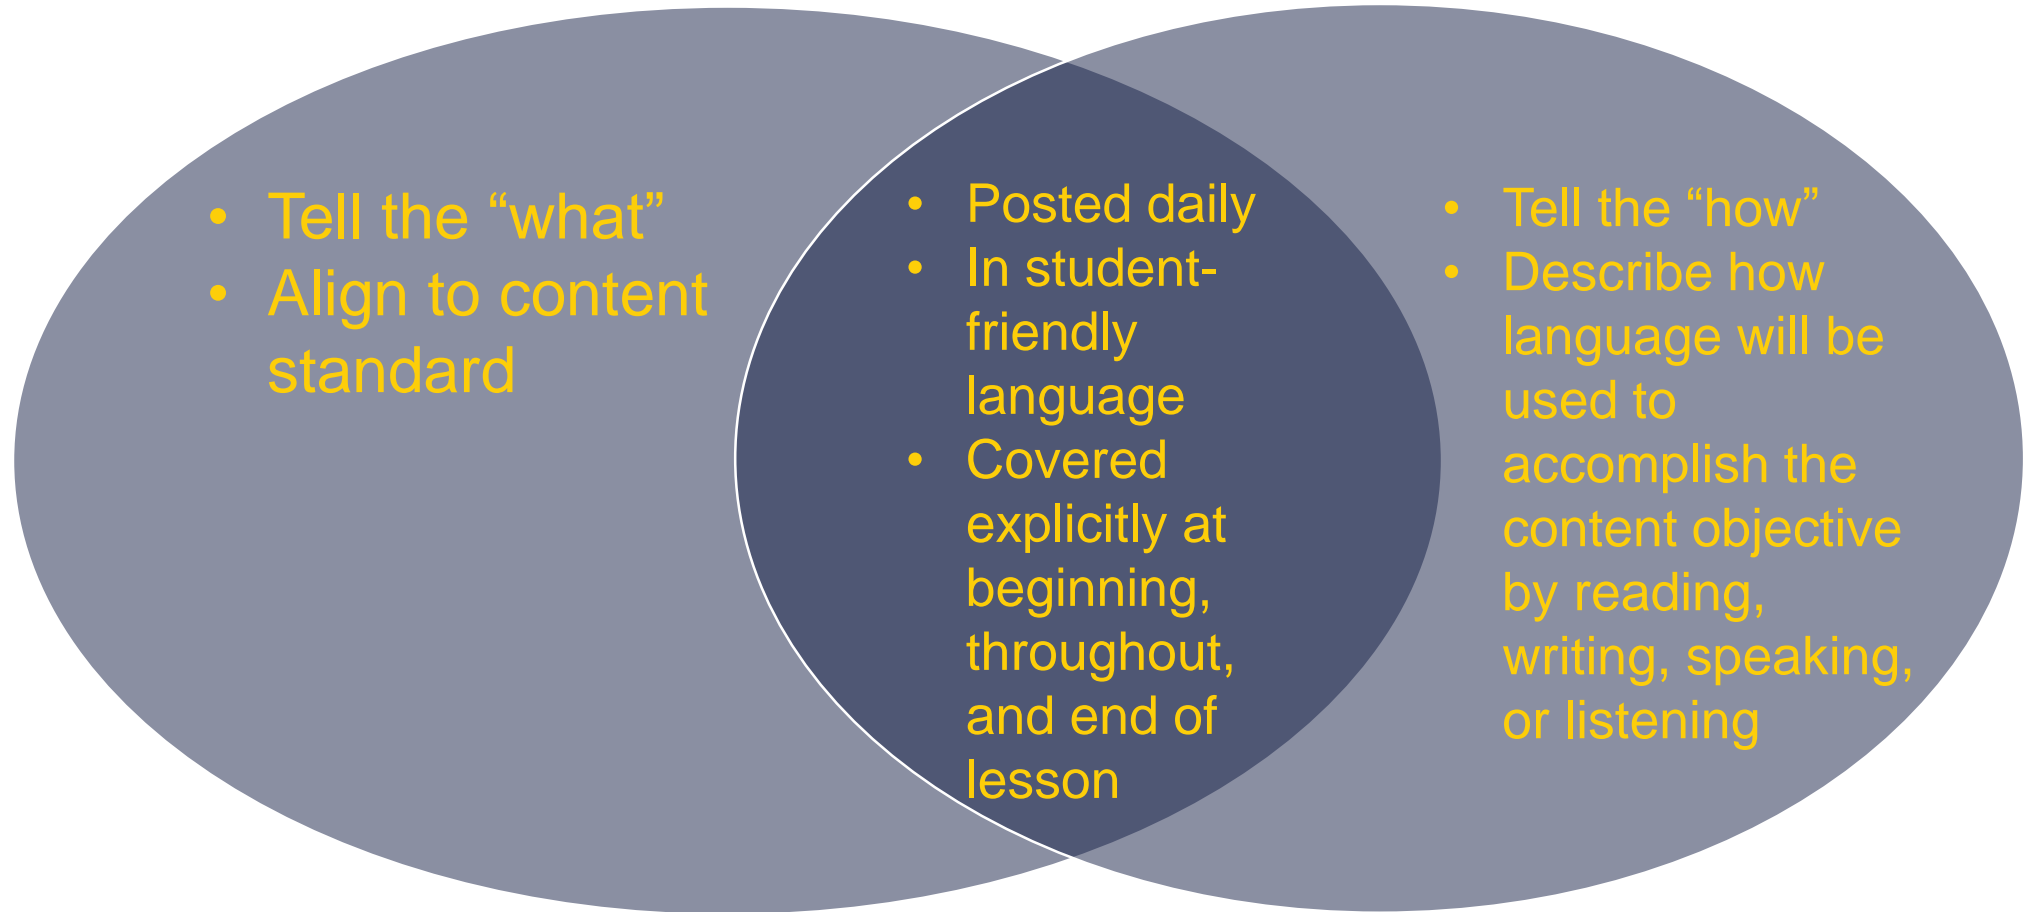 • Tell the “what”
• Align to content
standard
• Posted daily
• In student-
friendly
language
• Covered
explicitly at
beginning,
throughout,
and end of
lesson
• Tell the “how”
• Describe how
language will be
used to
accomplish the
content objective
by reading,
writing, speaking,
or listening